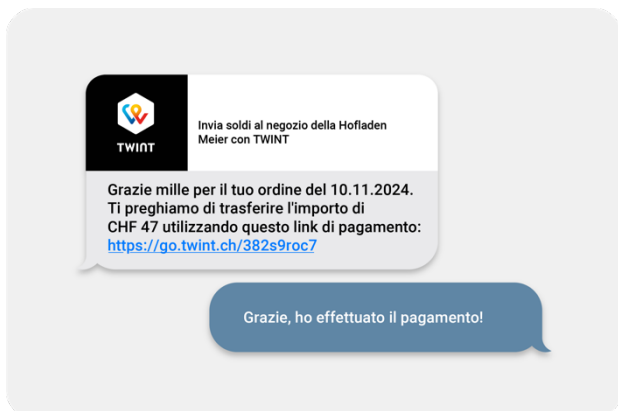 TWINT
Invia soldi al negozio della Hofladen
Meier con TWINT
Grazie mille per il tuo ordine del 10.11.2024.
Ti preghiamo di trasferire l'importo di
CHF 47 utilizzando questo link di pagamento:
https://go.twint.ch/382s9roc7
Grazie, ho effettuato il pagamento!